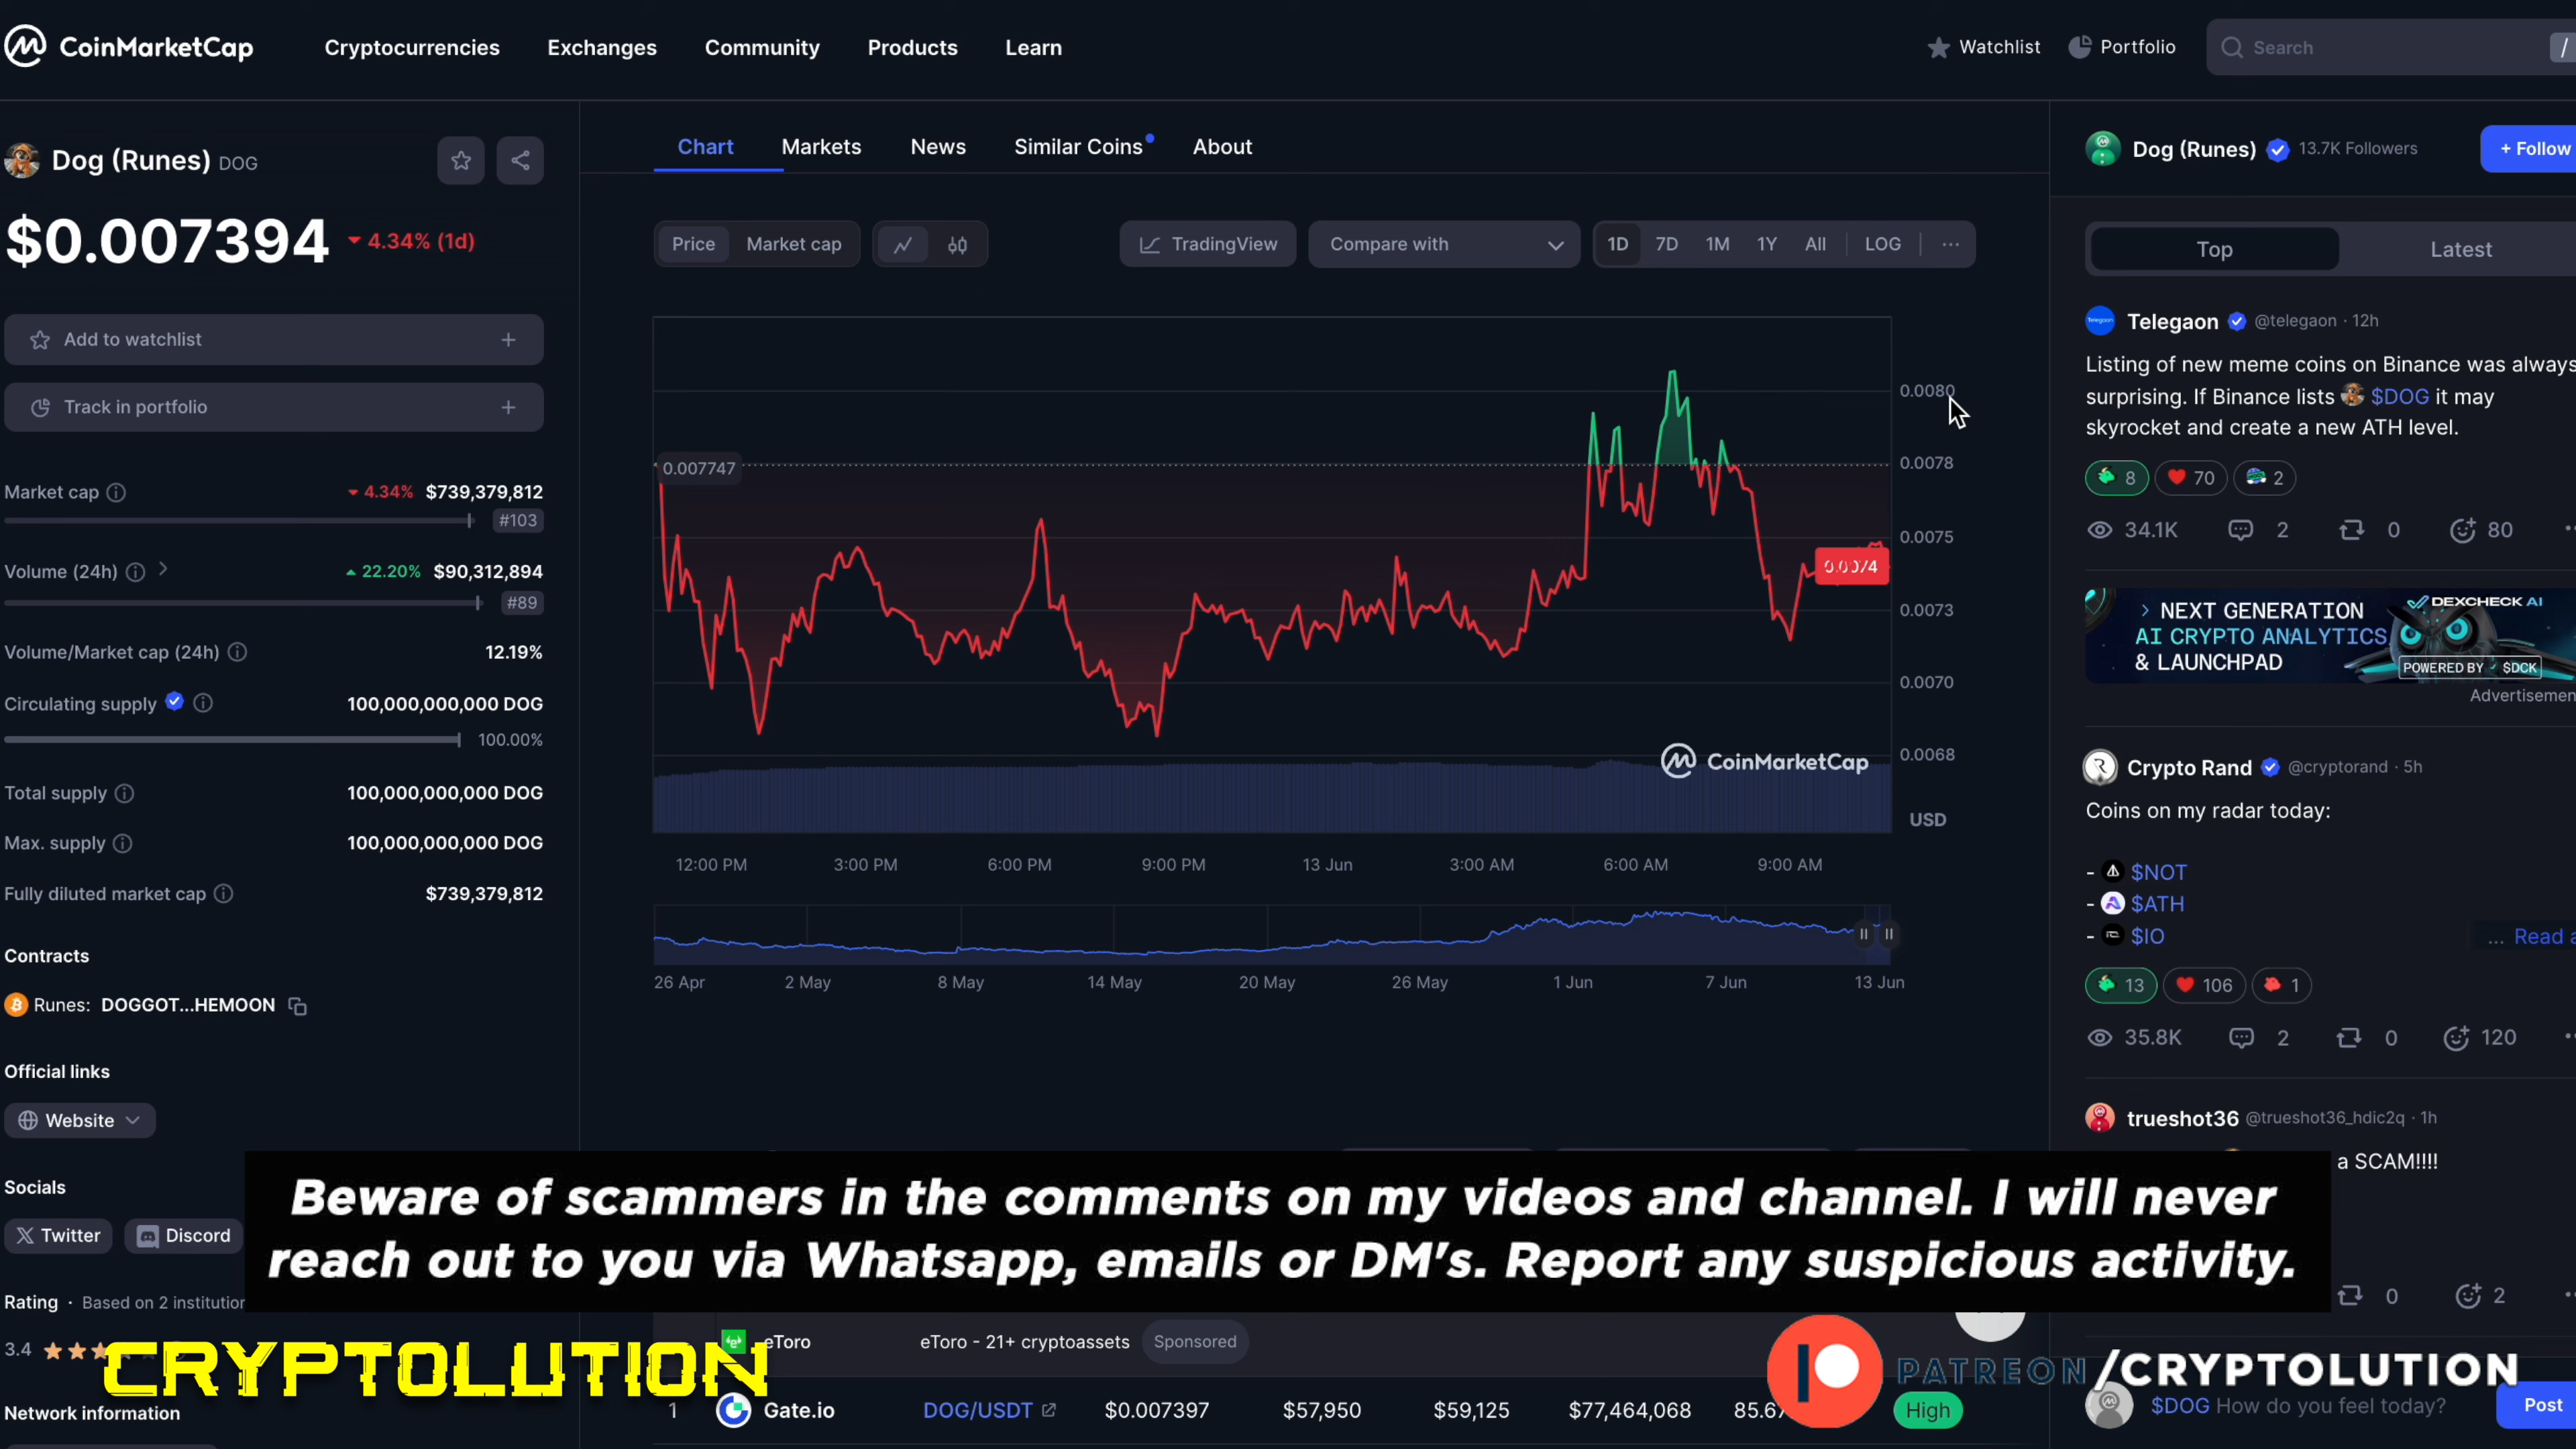 CoinMarketCap
Cryptocurrencies
Exchanges
Community
Products
Learn
Watchlist
Portfolio
Search
/
Dog (Runes) DOG
$0.007394
4.34% (1d)
Add to watchlist
+
Track in portfolio
+
Market cap
4.34% $739,379,812
#103
Volume (24h)
22.20% $90,312,894
#89
Volume/Market cap (24h)
12.19%
Circulating supply
100,000,000,000 DOG
100.00%
Total supply
100,000,000,000 DOG
Max. supply
100,000,000,000 DOG
Fully diluted market cap
$739,379,812
Contracts
Runes: DOGGOT...HEMOON
Official links
Website
Socials
Twitter
Discord
Rating · Based on 2 institution
3.4
Network information
Chart
Markets
News
Similar Coins
About
Price
Market cap
TradingView
Compare with
1D
7D
1M
1Y
All
LOG
...
0.007747
0.0080
0.0078
0.0075
0.0074
0.0073
0.0070
0.0068
CoinMarketCap
USD
12:00 PM
3:00 PM
6:00 PM
9:00 PM
13 Jun
3:00 AM
6:00 AM
9:00 AM
26 Apr
2 May
8 May
14 May
20 May
26 May
1 Jun
7 Jun
13 Jun
Beware of scammers in the comments on my videos and channel. I will never
reach out to you via Whatsapp, emails or DM's. Report any suspicious activity.
eToro
eToro - 21+ cryptoassets
Sponsored
CRYPTOLUTION
PATREON/CRYPTOLUTION
1
Gate.io
DOG/USDT
$0.007397
$57,950
$59,125
$77,464,068
High
Dog (Runes)
13.7K Followers
+ Follow
Top
Latest
Telegaon @telegaon · 12h
Listing of new meme coins on Binance was always
surprising. If Binance lists $DOG it may
skyrocket and create a new ATH level.
8
70
2
34.1K
2
0
80
> NEXT GENERATION
AI CRYPTO ANALYTICS
& LAUNCHPAD
DEXCHECK AI
POWERED BY $DCK
Advertisemen
Crypto Rand @cryptorand · 5h
Coins on my radar today:
- $NOT
- $ATH
- $IO
... Read a
13
106
1
35.8K
2
0
120
trueshot36 @trueshot36_hdic2q · 1h
a SCAM!!!!
0
2
$DOG How do you feel today?
Post